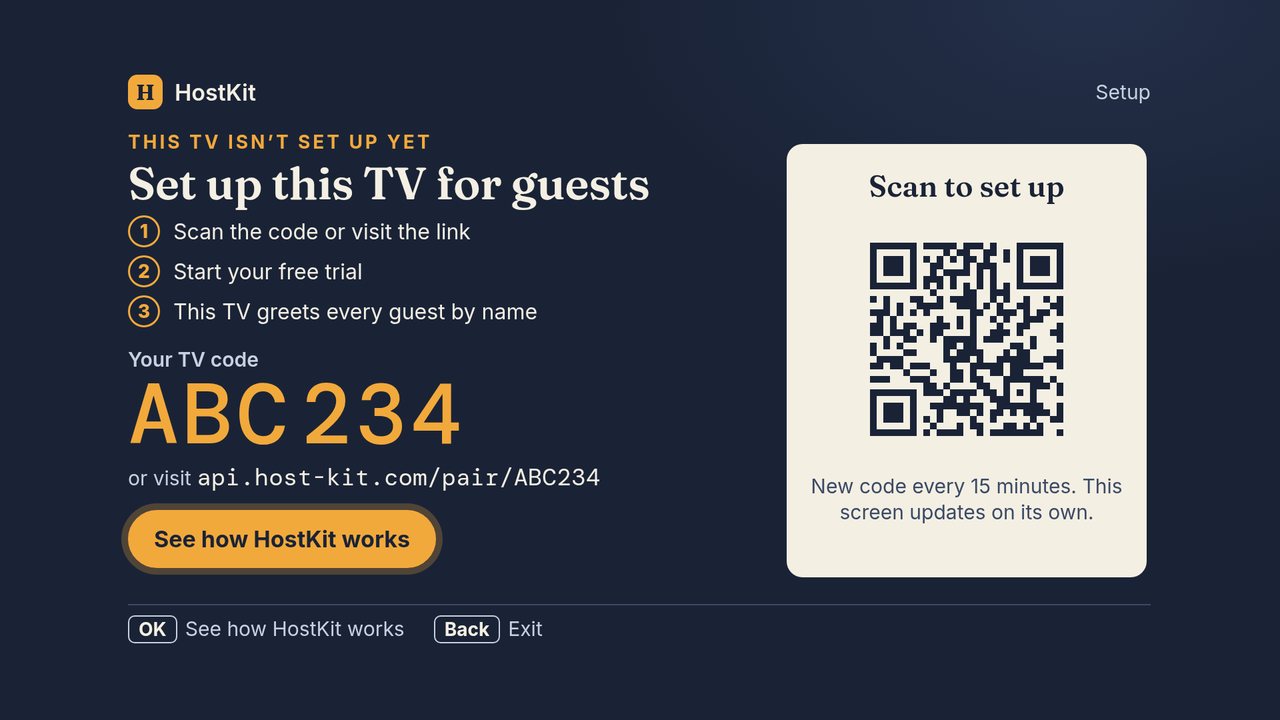 H HostKit
Setup
THIS TV ISN’T SET UP YET
Set up this TV for guests
1 Scan the code or visit the link
2 Start your free trial
3 This TV greets every guest by name
Your TV code
ABC 234
or visit api.host-kit.com/pair/ABC234
See how HostKit works
Scan to set up
New code every 15 minutes. This
screen updates on its own.
OK See how HostKit works
Back Exit